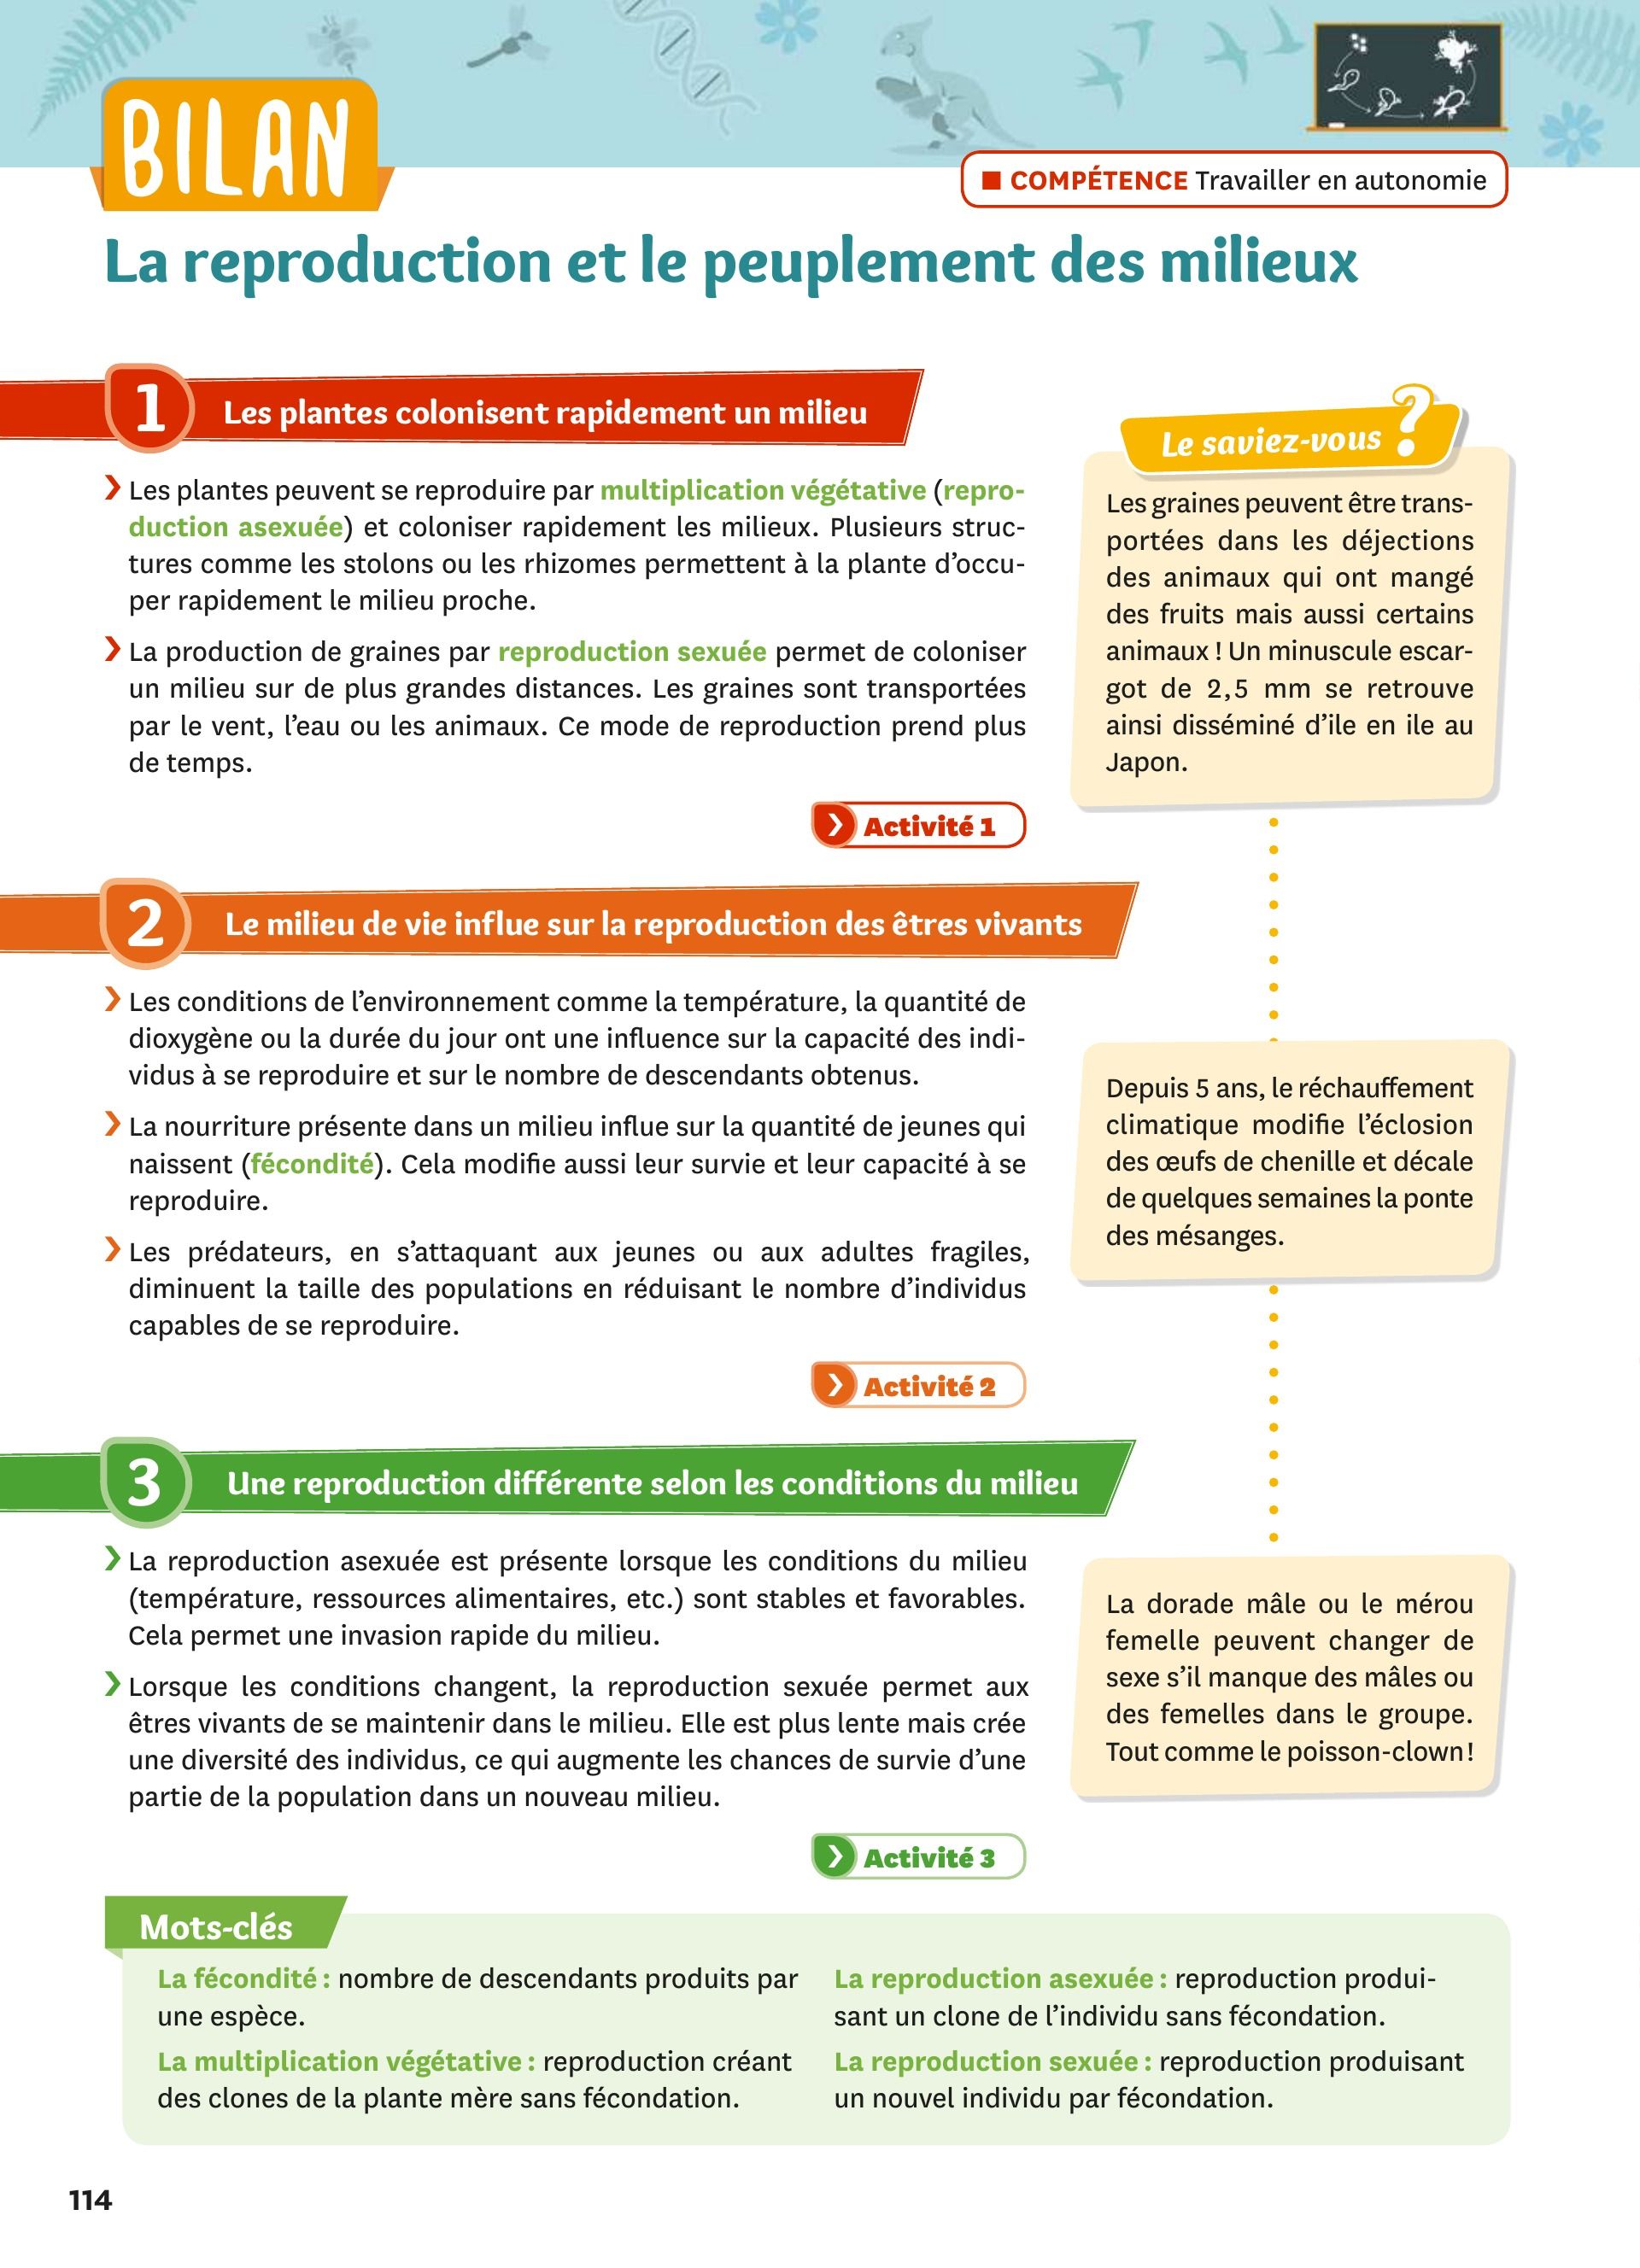 BILAN
■ COMPÉTENCE Travailler en autonomie
La reproduction et le peuplement des milieux
1 Les plantes colonisent rapidement un milieu
❯ Les plantes peuvent se reproduire par multiplication végétative (repro-
duction asexuée) et coloniser rapidement les milieux. Plusieurs struc-
tures comme les stolons ou les rhizomes permettent à la plante d’occu-
per rapidement le milieu proche.
❯ La production de graines par reproduction sexuée permet de coloniser
un milieu sur de plus grandes distances. Les graines sont transportées
par le vent, l’eau ou les animaux. Ce mode de reproduction prend plus
de temps.
❯ Activité 1
Le saviez-vous ?
Les graines peuvent être trans-
portées dans les déjections
des animaux qui ont mangé
des fruits mais aussi certains
animaux ! Un minuscule escar-
got de 2,5 mm se retrouve
ainsi disséminé d’ile en ile au
Japon.
2 Le milieu de vie influe sur la reproduction des êtres vivants
❯ Les conditions de l’environnement comme la température, la quantité de
dioxygène ou la durée du jour ont une influence sur la capacité des indi-
vidus à se reproduire et sur le nombre de descendants obtenus.
❯ La nourriture présente dans un milieu influe sur la quantité de jeunes qui
naissent (fécondité). Cela modifie aussi leur survie et leur capacité à se
reproduire.
❯ Les prédateurs, en s’attaquant aux jeunes ou aux adultes fragiles,
diminuent la taille des populations en réduisant le nombre d’individus
capables de se reproduire.
❯ Activité 2
Depuis 5 ans, le réchauffement
climatique modifie l’éclosion
des œufs de chenille et décale
de quelques semaines la ponte
des mésanges.
3 Une reproduction différente selon les conditions du milieu
❯ La reproduction asexuée est présente lorsque les conditions du milieu
(température, ressources alimentaires, etc.) sont stables et favorables.
Cela permet une invasion rapide du milieu.
❯ Lorsque les conditions changent, la reproduction sexuée permet aux
êtres vivants de se maintenir dans le milieu. Elle est plus lente mais crée
une diversité des individus, ce qui augmente les chances de survie d’une
partie de la population dans un nouveau milieu.
❯ Activité 3
La dorade mâle ou le mérou
femelle peuvent changer de
sexe s’il manque des mâles ou
des femelles dans le groupe.
Tout comme le poisson-clown !
Mots-clés
La fécondité : nombre de descendants produits par
une espèce.
La multiplication végétative : reproduction créant
des clones de la plante mère sans fécondation.
La reproduction asexuée : reproduction produi-
sant un clone de l’individu sans fécondation.
La reproduction sexuée : reproduction produisant
un nouvel individu par fécondation.
114